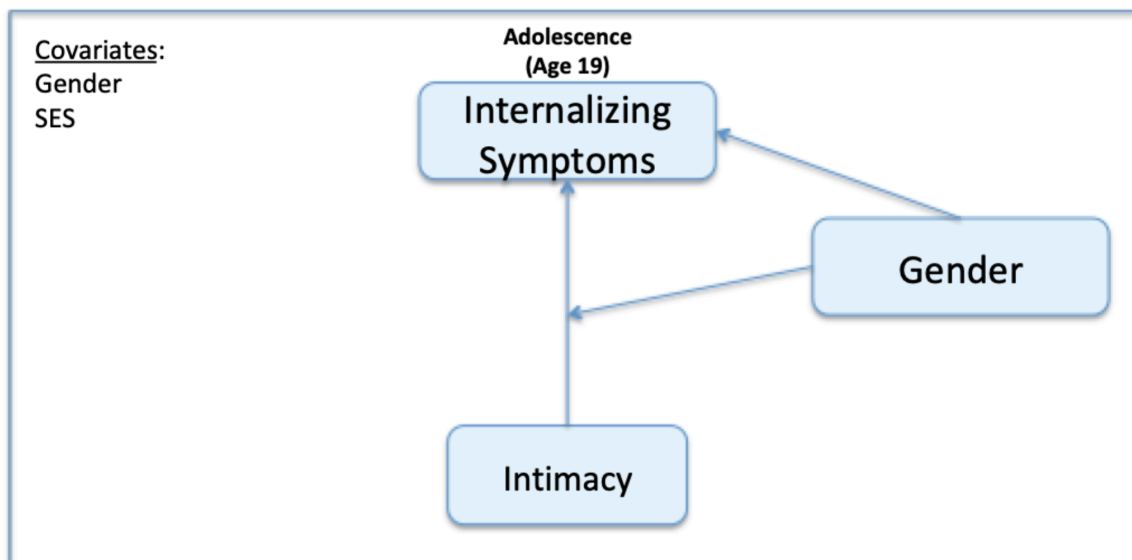 Covariates:
Gender
SES
Adolescence
(Age 19)
Internalizing
Symptoms
Gender
Intimacy